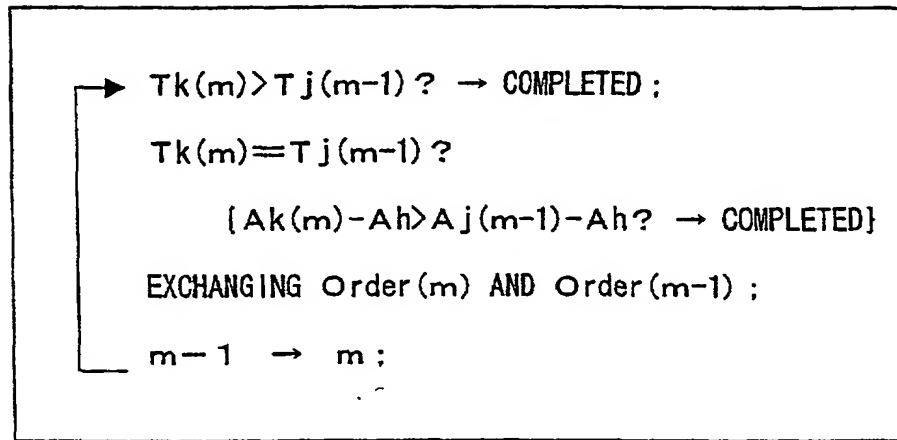 Tk(m)>Tj(m-1)? → COMPLETED;
Tk(m)=Tj(m-1)?
{Ak(m)-Ah>Aj(m-1)-Ah? → COMPLETED}
EXCHANGING Order(m) AND Order(m-1);
m-1 → m;